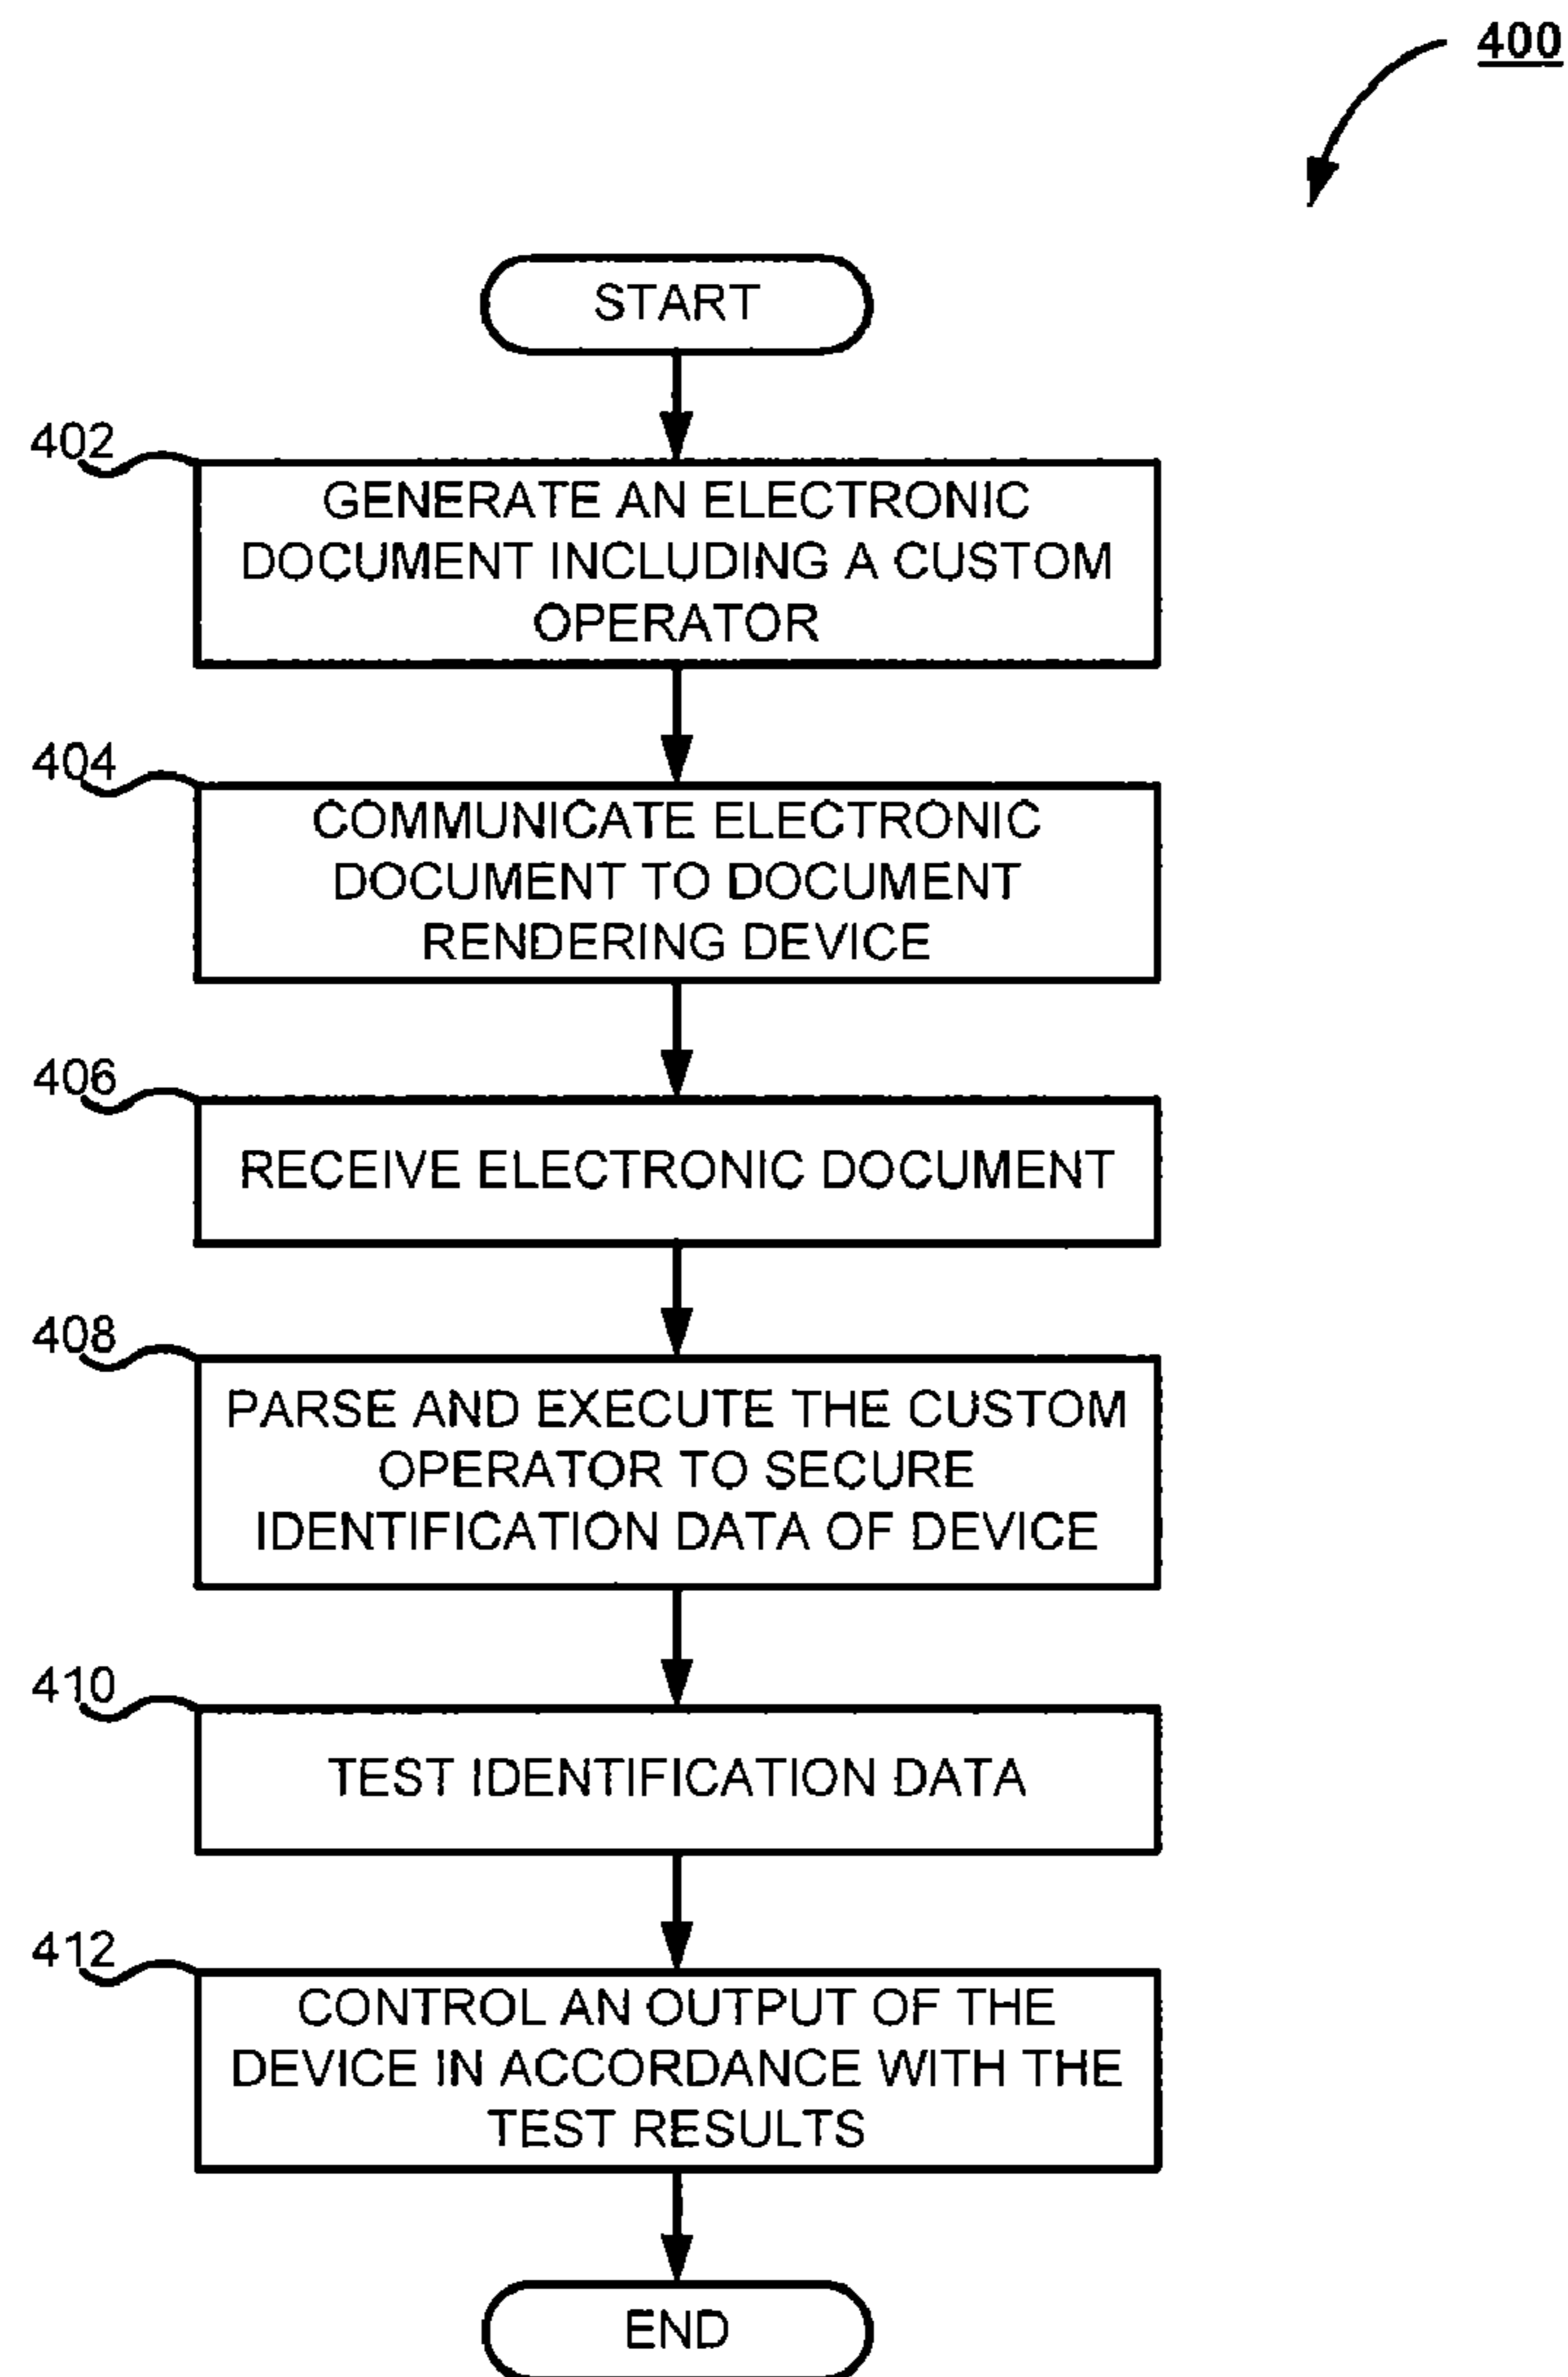 400
START
402
GENERATE AN ELECTRONIC
DOCUMENT INCLUDING A CUSTOM
OPERATOR
404
COMMUNICATE ELECTRONIC
DOCUMENT TO DOCUMENT
RENDERING DEVICE
406
RECEIVE ELECTRONIC DOCUMENT
408
PARSE AND EXECUTE THE CUSTOM
OPERATOR TO SECURE
IDENTIFICATION DATA OF DEVICE
410
TEST IDENTIFICATION DATA
412
CONTROL AN OUTPUT OF THE
DEVICE IN ACCORDANCE WITH THE
TEST RESULTS
END